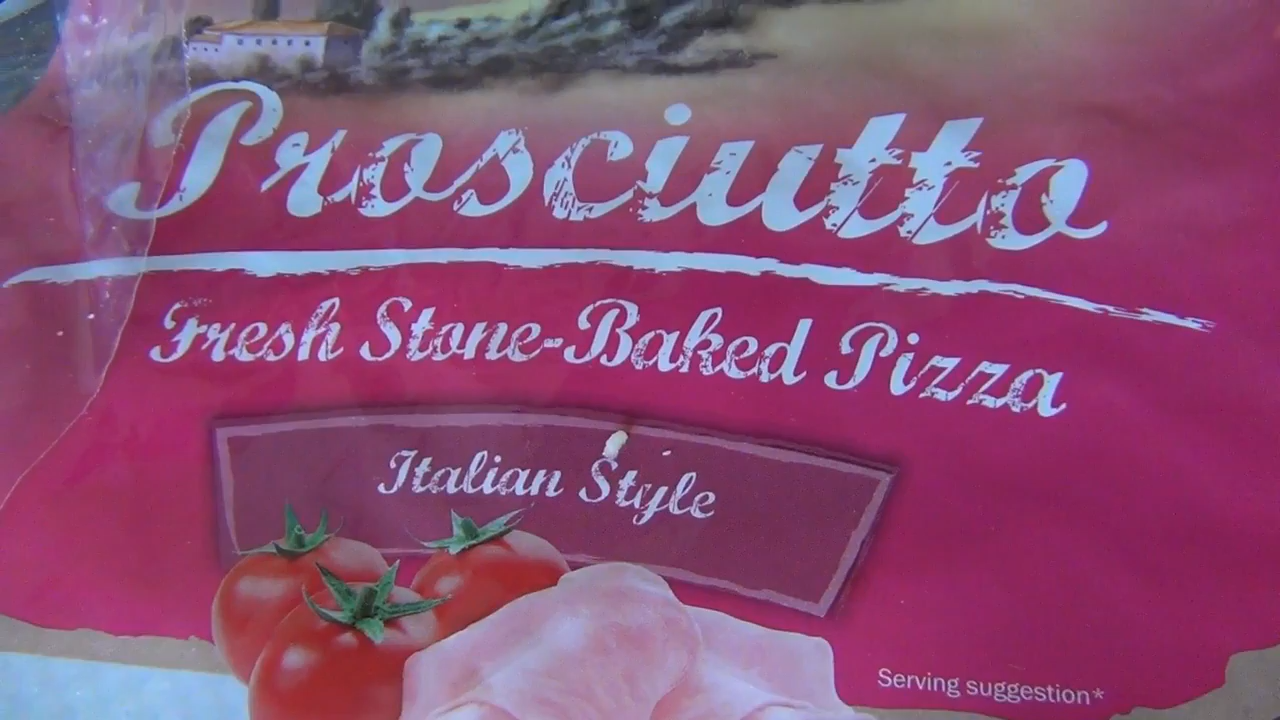 Prosciutto
Fresh Stone-Baked Pizza
Italian Style
Serving suggestion*